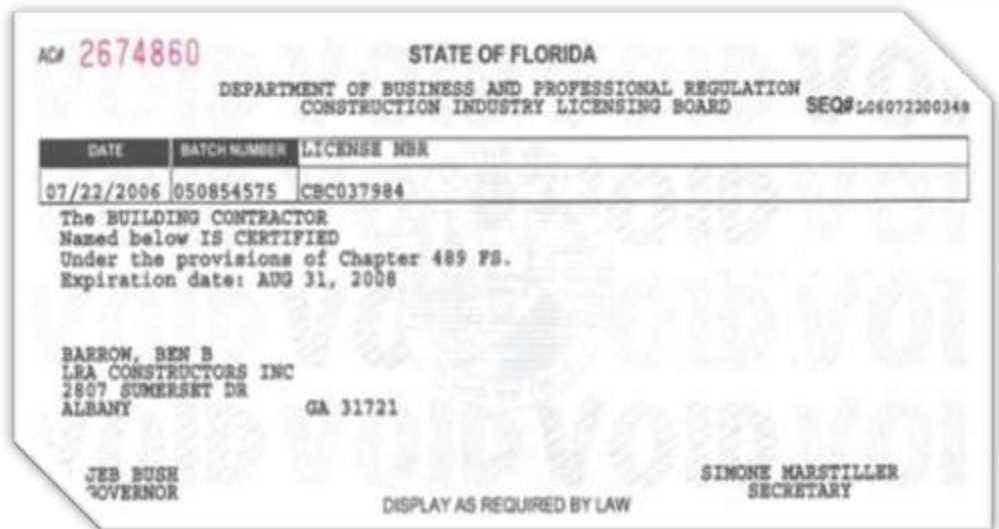 AC# 2674860
STATE OF FLORIDA
DEPARTMENT OF BUSINESS AND PROFESSIONAL REGULATION
CONSTRUCTION INDUSTRY LICENSING BOARD
SEQ# L06072200348
DATE BATCH NUMBER LICENSE NBR
07/22/2006 050854575 CBC037984
The BUILDING CONTRACTOR
Named below IS CERTIFIED
Under the provisions of Chapter 489 FS.
Expiration date: AUG 31, 2008
BARROW, BEN B
LRA CONSTRUCTORS INC
2807 SUMERSET DR
ALBANY GA 31721
JEB BUSH
GOVERNOR
SIMONE MARSTILLER
SECRETARY
DISPLAY AS REQUIRED BY LAW
VOID